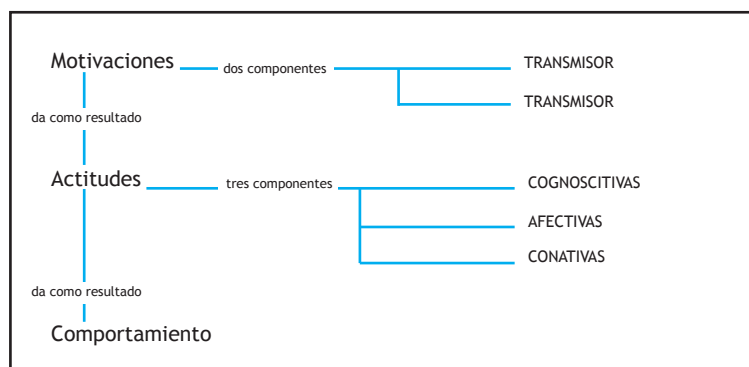 Motivaciones dos componentes TRANSMISOR
TRANSMISOR
da como resultado
Actitudes tres componentes COGNOSCITIVAS
AFECTIVAS
CONATIVAS
da como resultado
Comportamiento